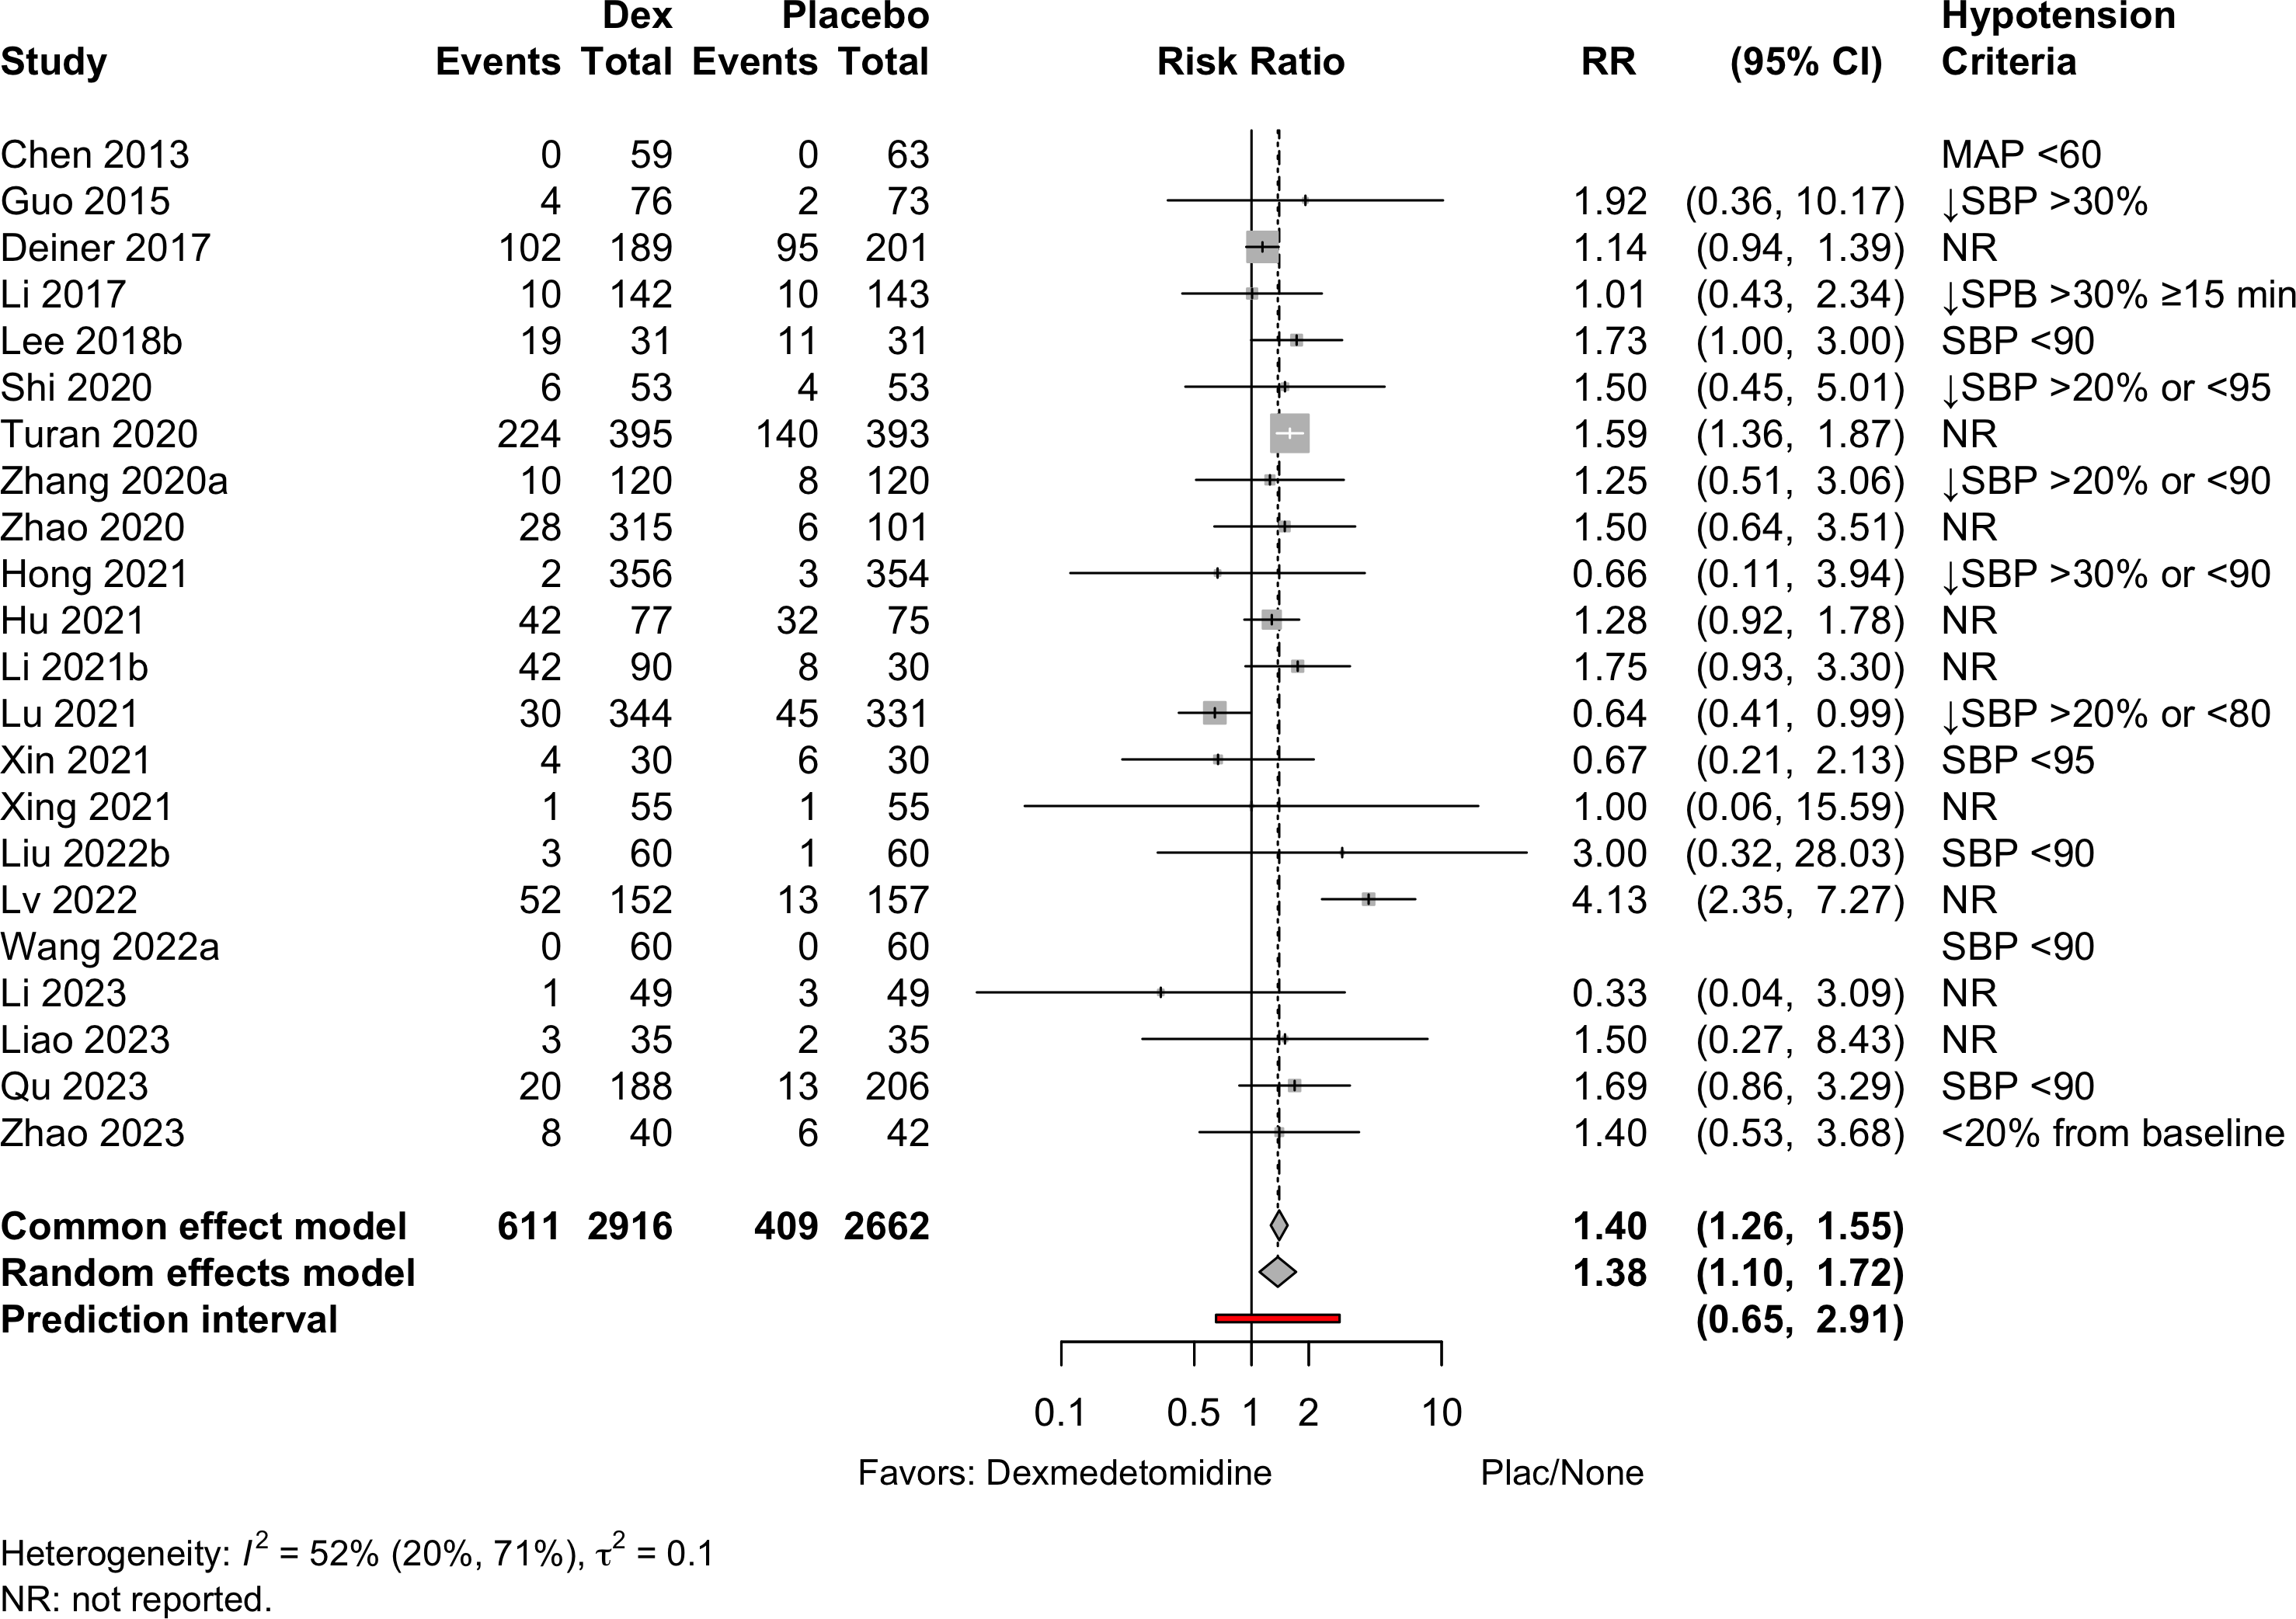 Dex Placebo Hypotension
Study Events Total Events Total Risk Ratio RR (95% CI) Criteria
Chen 2013 0 59 0 63 MAP <60
Guo 2015 4 76 2 73 1.92 (0.36, 10.17) ↓SBP >30%
Deiner 2017 102 189 95 201 1.14 (0.94, 1.39) NR
Li 2017 10 142 10 143 1.01 (0.43, 2.34) ↓SPB >30% ≥15 min
Lee 2018b 19 31 11 31 1.73 (1.00, 3.00) SBP <90
Shi 2020 6 53 4 53 1.50 (0.45, 5.01) ↓SBP >20% or <95
Turan 2020 224 395 140 393 1.59 (1.36, 1.87) NR
Zhang 2020a 10 120 8 120 1.25 (0.51, 3.06) ↓SBP >20% or <90
Zhao 2020 28 315 6 101 1.50 (0.64, 3.51) NR
Hong 2021 2 356 3 354 0.66 (0.11, 3.94) ↓SBP >30% or <90
Hu 2021 42 77 32 75 1.28 (0.92, 1.78) NR
Li 2021b 42 90 8 30 1.75 (0.93, 3.30) NR
Lu 2021 30 344 45 331 0.64 (0.41, 0.99) ↓SBP >20% or <80
Xin 2021 4 30 6 30 0.67 (0.21, 2.13) SBP <95
Xing 2021 1 55 1 55 1.00 (0.06, 15.59) NR
Liu 2022b 3 60 1 60 3.00 (0.32, 28.03) SBP <90
Lv 2022 52 152 13 157 4.13 (2.35, 7.27) NR
Wang 2022a 0 60 0 60 SBP <90
Li 2023 1 49 3 49 0.33 (0.04, 3.09) NR
Liao 2023 3 35 2 35 1.50 (0.27, 8.43) NR
Qu 2023 20 188 13 206 1.69 (0.86, 3.29) SBP <90
Zhao 2023 8 40 6 42 1.40 (0.53, 3.68) <20% from baseline
Common effect model 611 2916 409 2662 1.40 (1.26, 1.55)
Random effects model 1.38 (1.10, 1.72)
Prediction interval (0.65, 2.91)
0.1 0.5 1 2 10
Favors: Dexmedetomidine Plac/None
Heterogeneity: I² = 52% (20%, 71%), τ² = 0.1
NR: not reported.